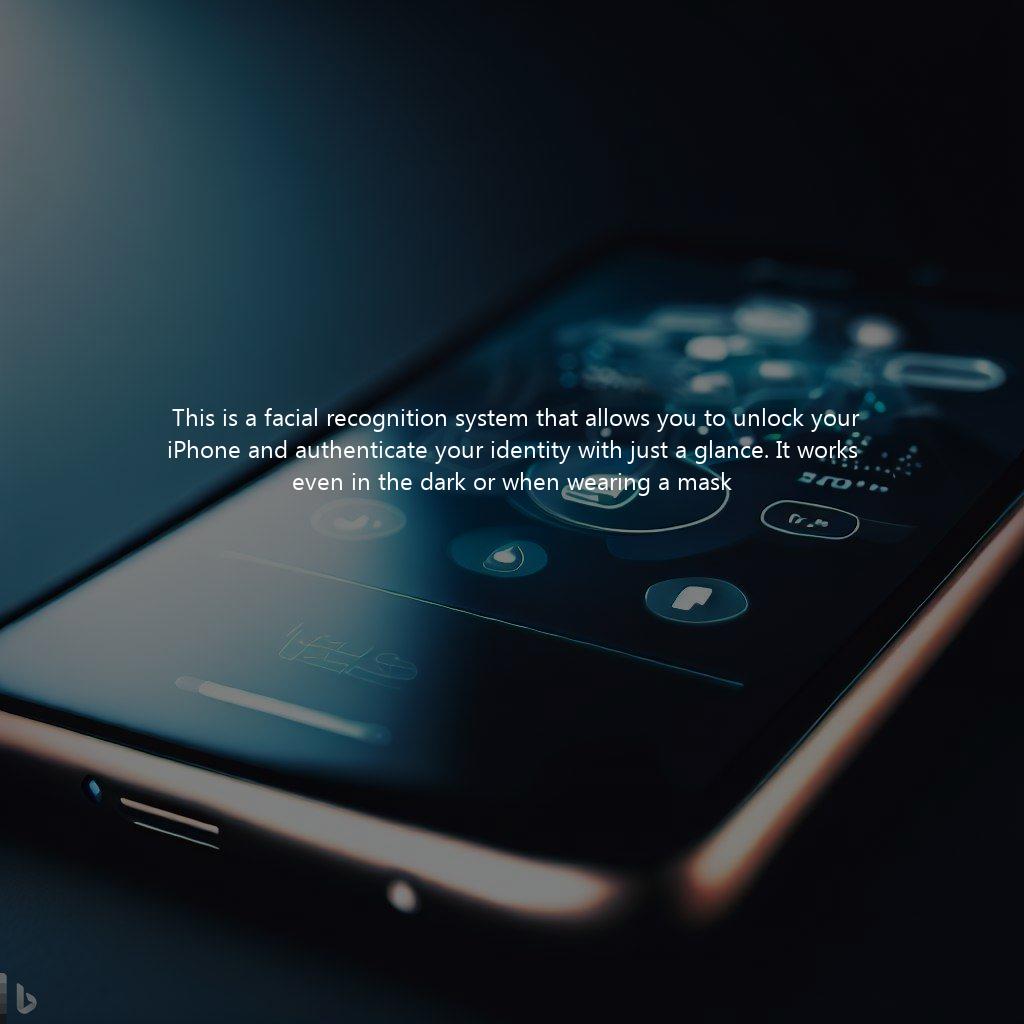 This is a facial recognition system that allows you to unlock your
iPhone and authenticate your identity with just a glance. It works
even in the dark or when wearing a mask